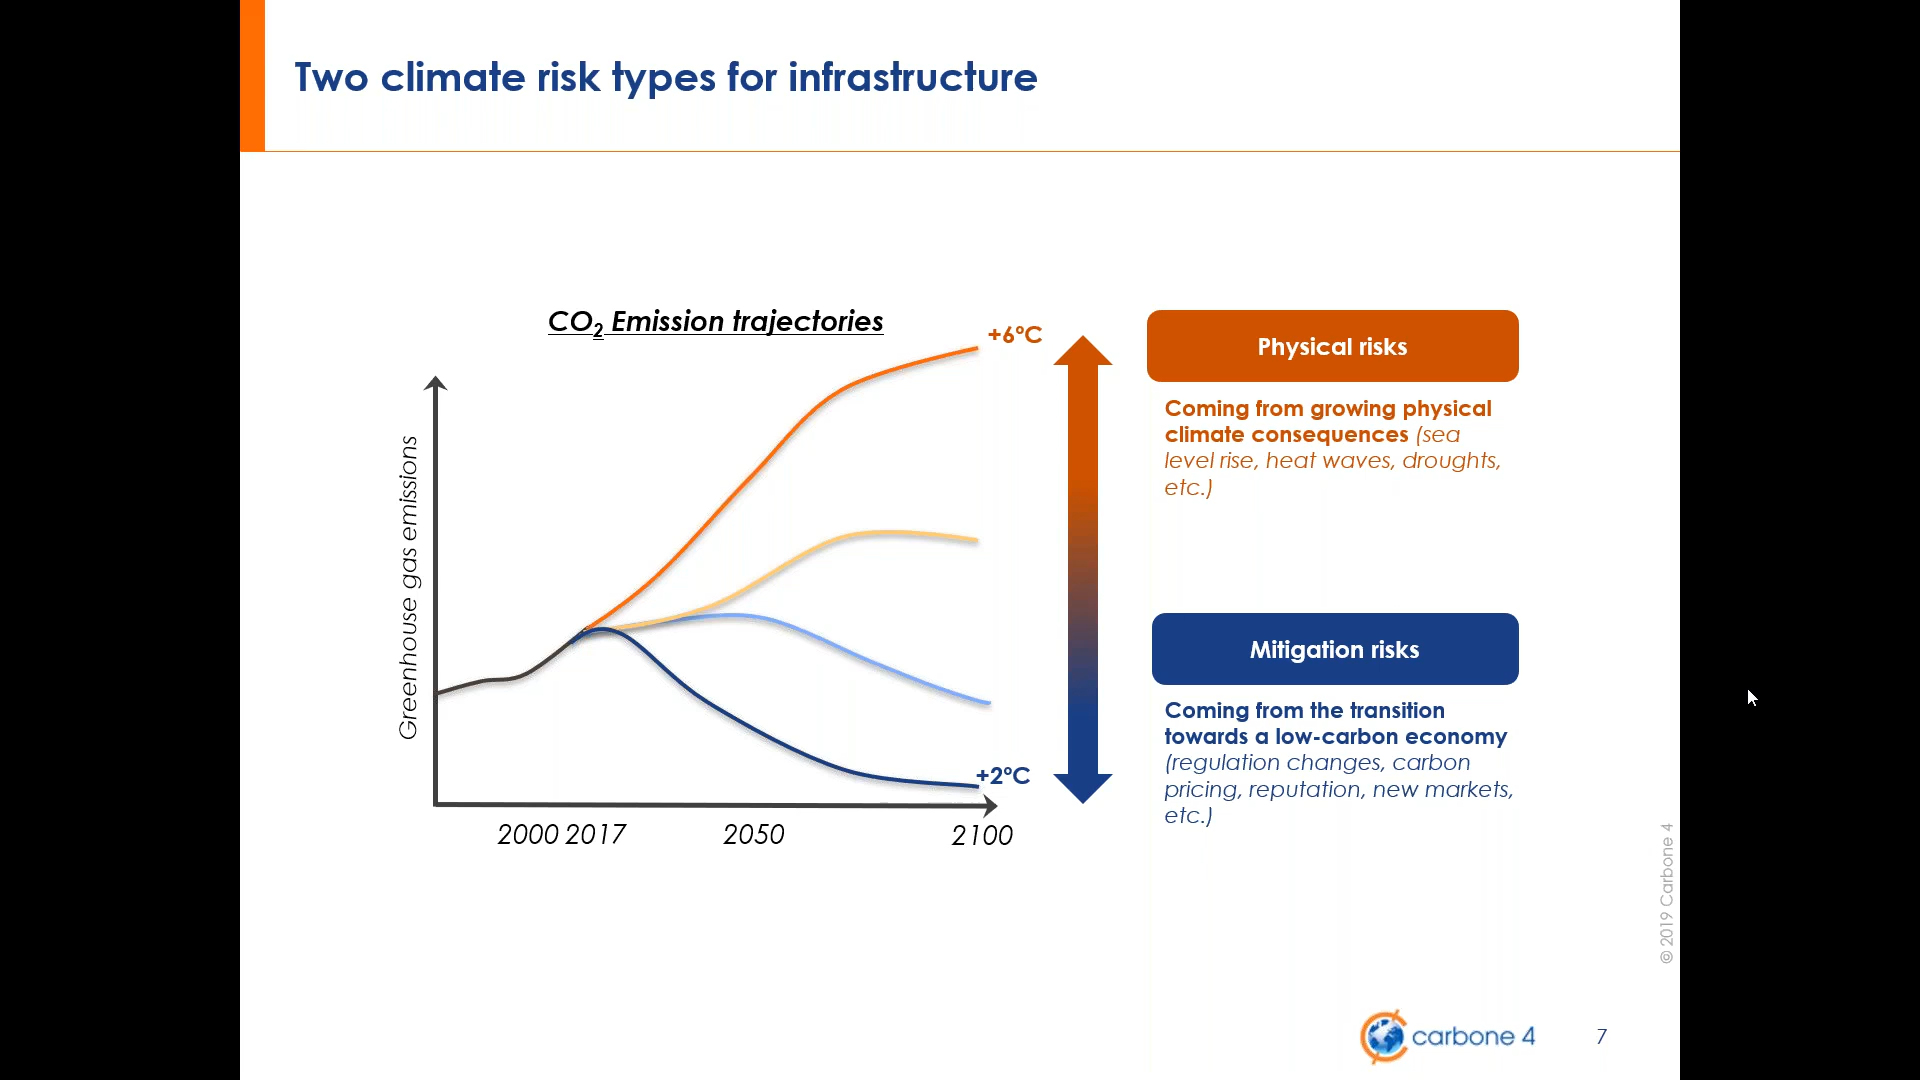 Two climate risk types for infrastructure
CO2 Emission trajectories
+6°C
Greenhouse gas emissions
+2°C
2000 2017 2050 2100
Physical risks
Coming from growing physical
climate consequences (sea
level rise, heat waves, droughts,
etc.)
Mitigation risks
Coming from the transition
towards a low-carbon economy
(regulation changes, carbon
pricing, reputation, new markets,
etc.)
© 2019 Carbone 4
carbone 4
7